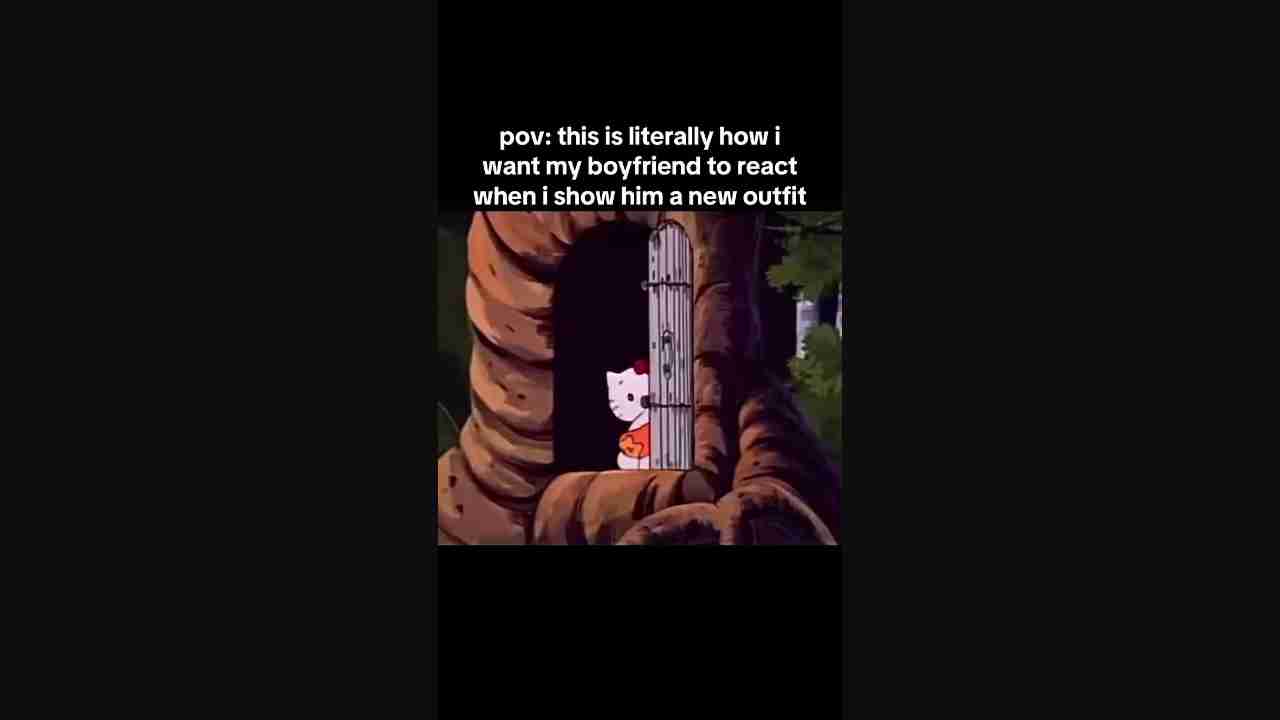 pov: this is literally how i
want my boyfriend to react
when i show him a new outfit